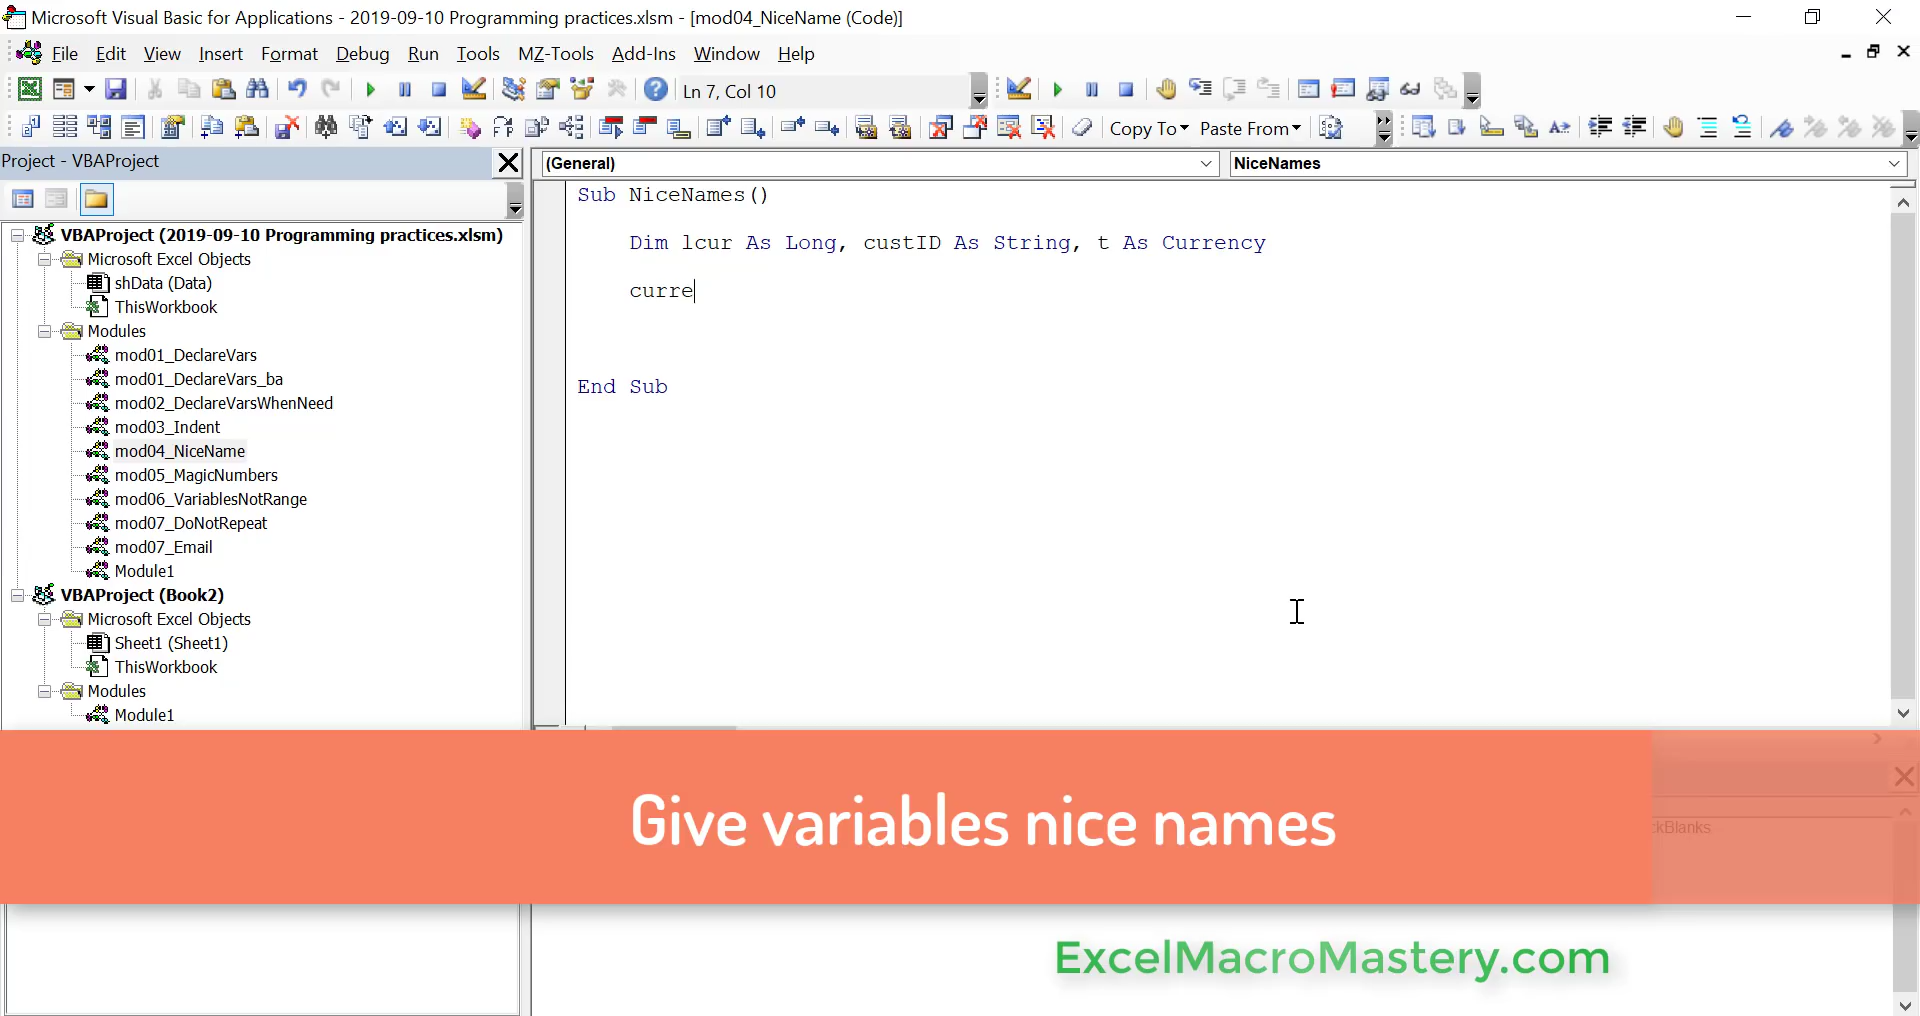 Microsoft Visual Basic for Applications - 2019-09-10 Programming practices.xlsm - [mod04_NiceName (Code)]
File Edit View Insert Format Debug Run Tools MZ-Tools Add-Ins Window Help
Ln 7, Col 10
Copy To Paste From
Project - VBAProject
(General) NiceNames
Sub NiceNames()
Dim lcur As Long, custID As String, t As Currency
curre
End Sub
VBAProject (2019-09-10 Programming practices.xlsm)
Microsoft Excel Objects
shData (Data)
ThisWorkbook
Modules
mod01_DeclareVars
mod01_DeclareVars_ba
mod02_DeclareVarsWhenNeed
mod03_Indent
mod04_NiceName
mod05_MagicNumbers
mod06_VariablesNotRange
mod07_DoNotRepeat
mod07_Email
Module1
VBAProject (Book2)
Microsoft Excel Objects
Sheet1 (Sheet1)
ThisWorkbook
Modules
Module1
Give variables nice names
ckBlanks
ExcelMacroMastery.com